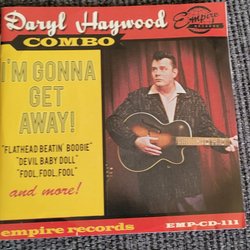 Daryl Haywood
COMBO
Empire
RECORDS
I'M GONNA
GET
AWAY!
"FLATHEAD BEATIN' BOOGIE"
"DEVIL BABY DOLL"
"FOOL, FOOL, FOOL"
and more!
empire records
EMP-CD-111